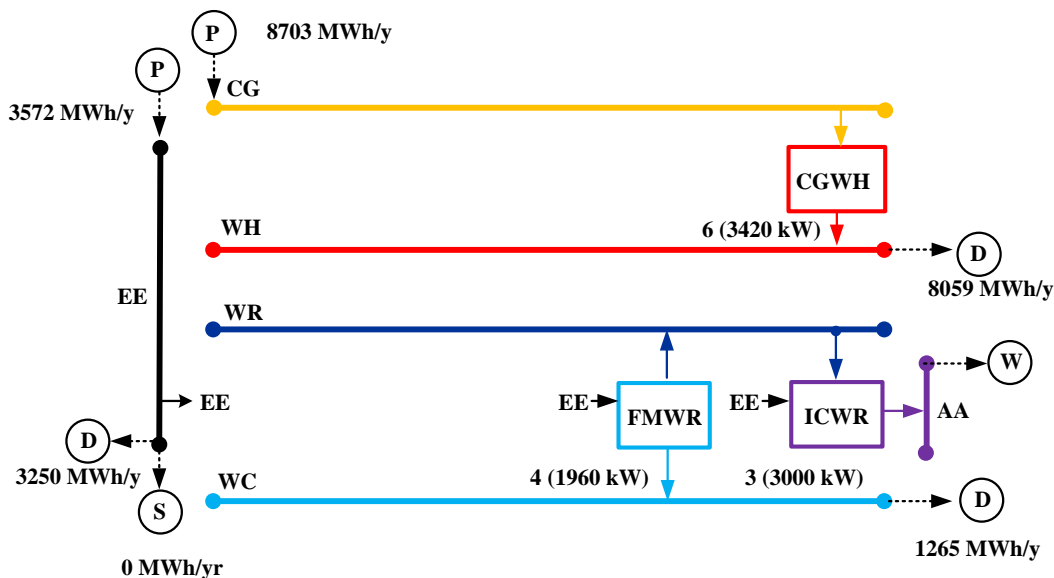 P
8703 MWh/y
P
CG
3572 MWh/y
CGWH
WH
6 (3420 kW)
D
8059 MWh/y
EE
WR
W
EE
EE
FMWR
EE
ICWR
AA
D
3250 MWh/y
WC
4 (1960 kW)
3 (3000 kW)
D
S
1265 MWh/y
0 MWh/yr